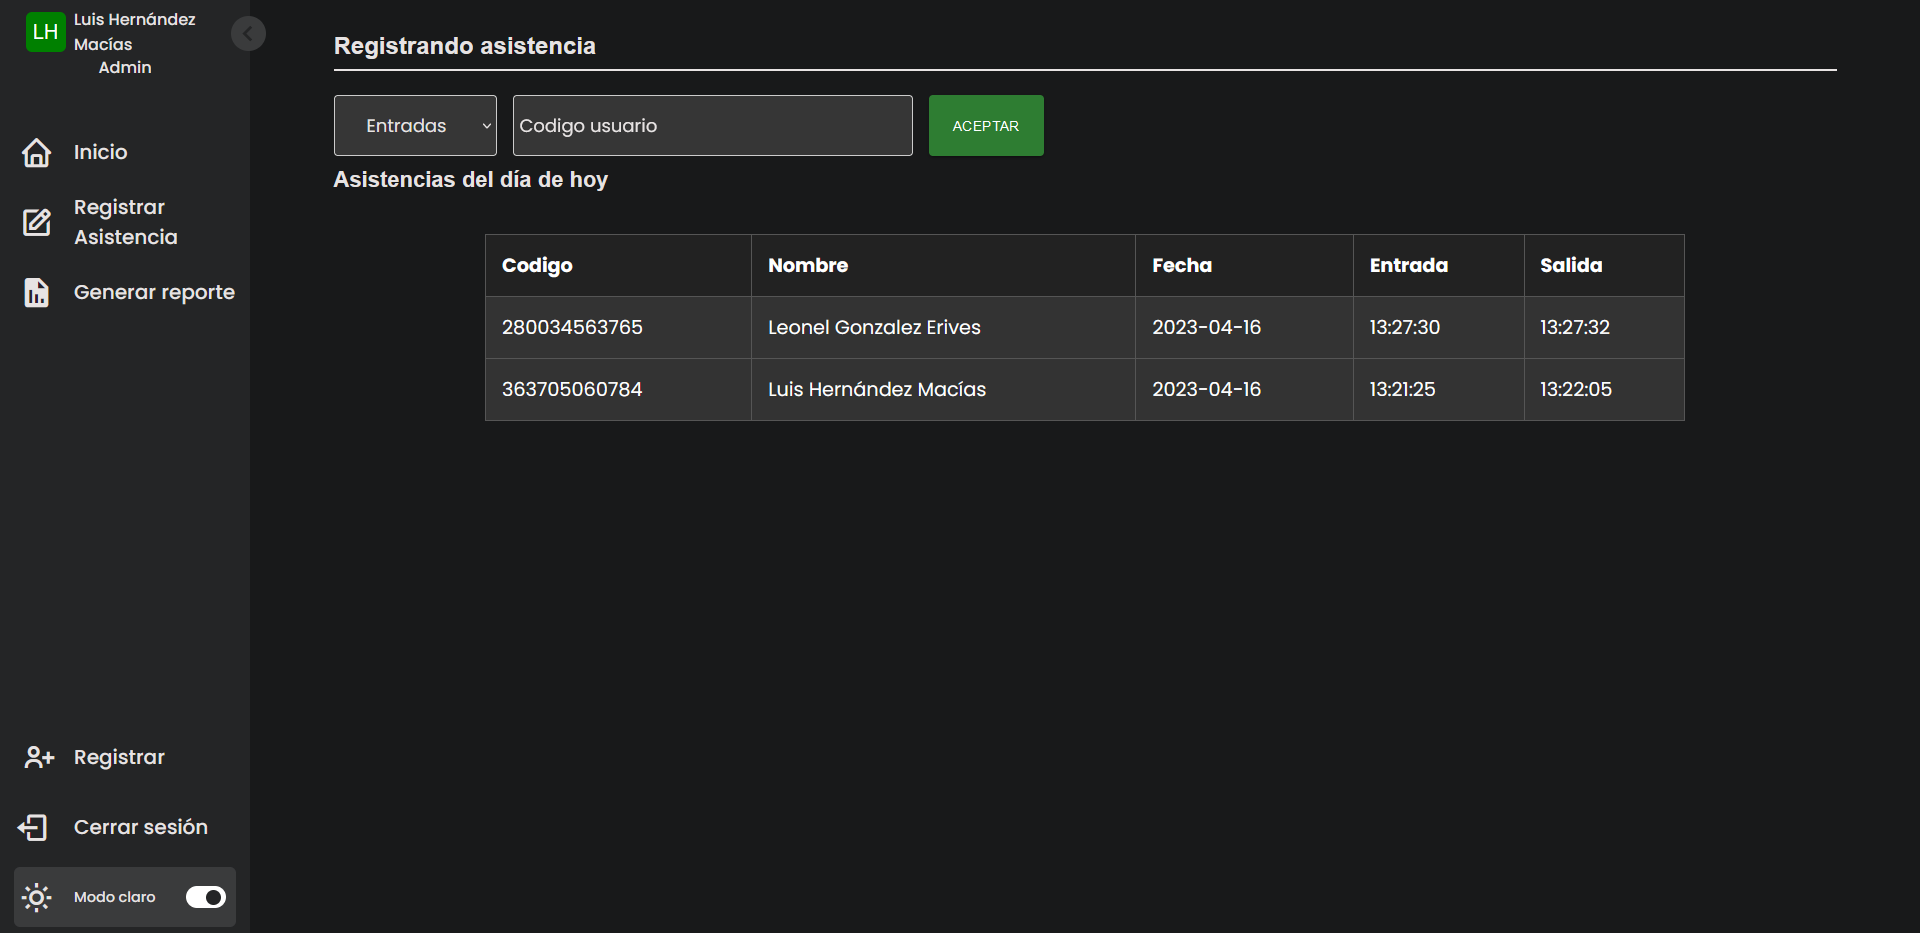 LH
Luis Hernández
Macías
Admin
Inicio
Registrar
Asistencia
Generar reporte
Registrar
Cerrar sesión
Modo claro
Registrando asistencia
Entradas
Codigo usuario
ACEPTAR
Asistencias del día de hoy
Codigo Nombre Fecha Entrada Salida
280034563765 Leonel Gonzalez Erives 2023-04-16 13:27:30 13:27:32
363705060784 Luis Hernández Macías 2023-04-16 13:21:25 13:22:05